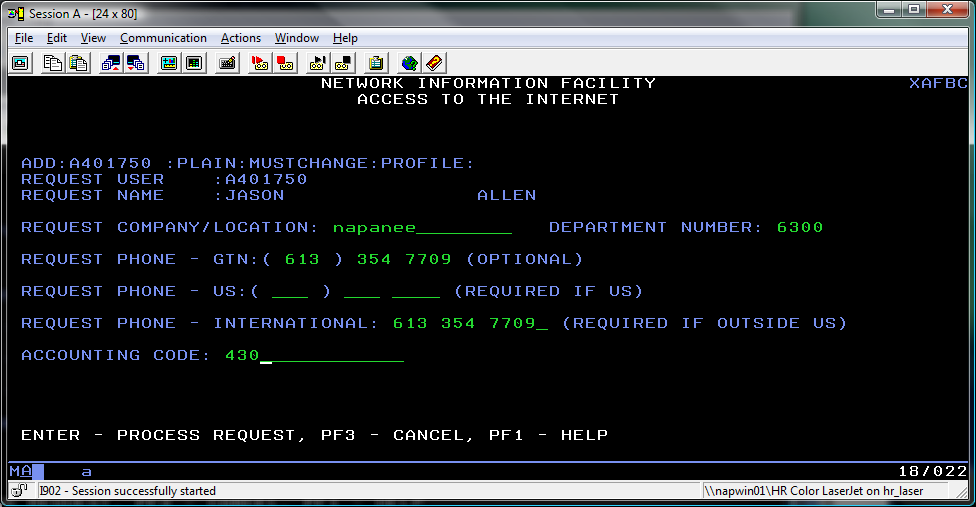 Session A - [24 x 80]
File Edit View Communication Actions Window Help
NETWORK INFORMATION FACILITY XAFBC
ACCESS TO THE INTERNET
ADD:A401750 :PLAIN:MUSTCHANGE:PROFILE:
REQUEST USER :A401750
REQUEST NAME :JASON ALLEN
REQUEST COMPANY/LOCATION: napanee__________ DEPARTMENT NUMBER: 6300
REQUEST PHONE - GTN:( 613 ) 354 7709 (OPTIONAL)
REQUEST PHONE - US:( ___ ) ___ ____ (REQUIRED IF US)
REQUEST PHONE - INTERNATIONAL: 613 354 7709_ (REQUIRED IF OUTSIDE US)
ACCOUNTING CODE: 430____________
ENTER - PROCESS REQUEST, PF3 - CANCEL, PF1 - HELP
MA a 18/022
I902 - Session successfully started \\napwin01\HR Color LaserJet on hr_laser